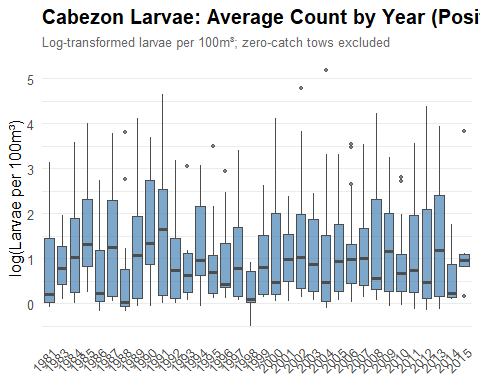 Cabezon Larvae: Average Count by Year (Posit
Log-transformed larvae per 100m³; zero-catch tows excluded
log(Larvae per 100m³)
5
4
3
2
1
0
1981 1983 1984 1985 1986 1987 1988 1989 1990 1991 1992 1993 1994 1995 1996 1997 1998 1999 2000 2001 2002 2003 2004 2005 2006 2007 2008 2009 2010 2011 2012 2013 2014 2015